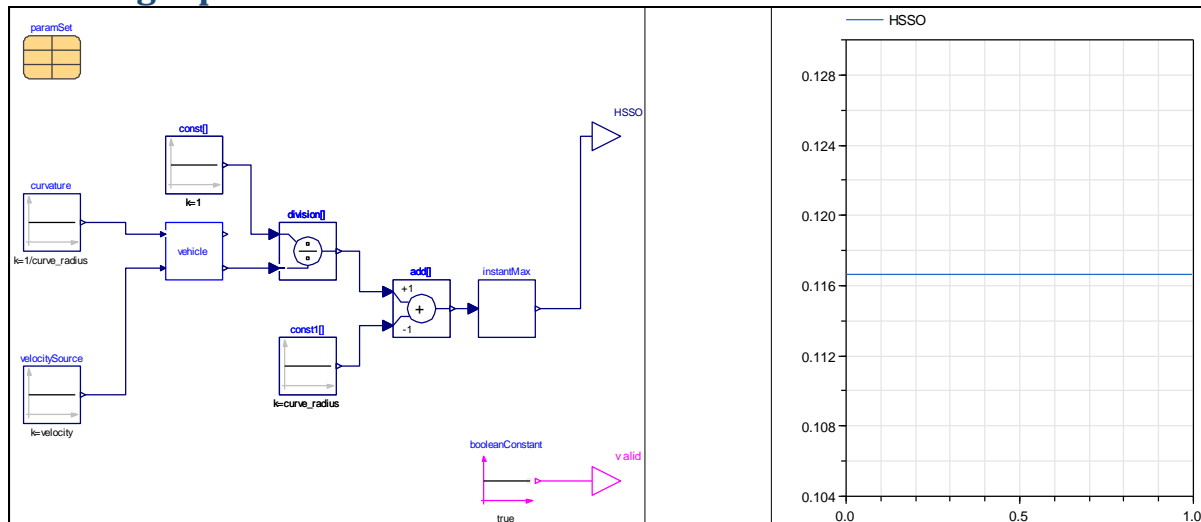 paramSet
HSSO
const[]
k=1
curvature
k=1/curve_radius
vehicle
division[]
add[]
+1
+
-1
instantMax
const1[]
k=curve_radius
velocitySource
k=velocity
booleanConstant
true
valid
HSSO
0.128
0.124
0.120
0.116
0.112
0.108
0.104
0.0
0.5
1.0